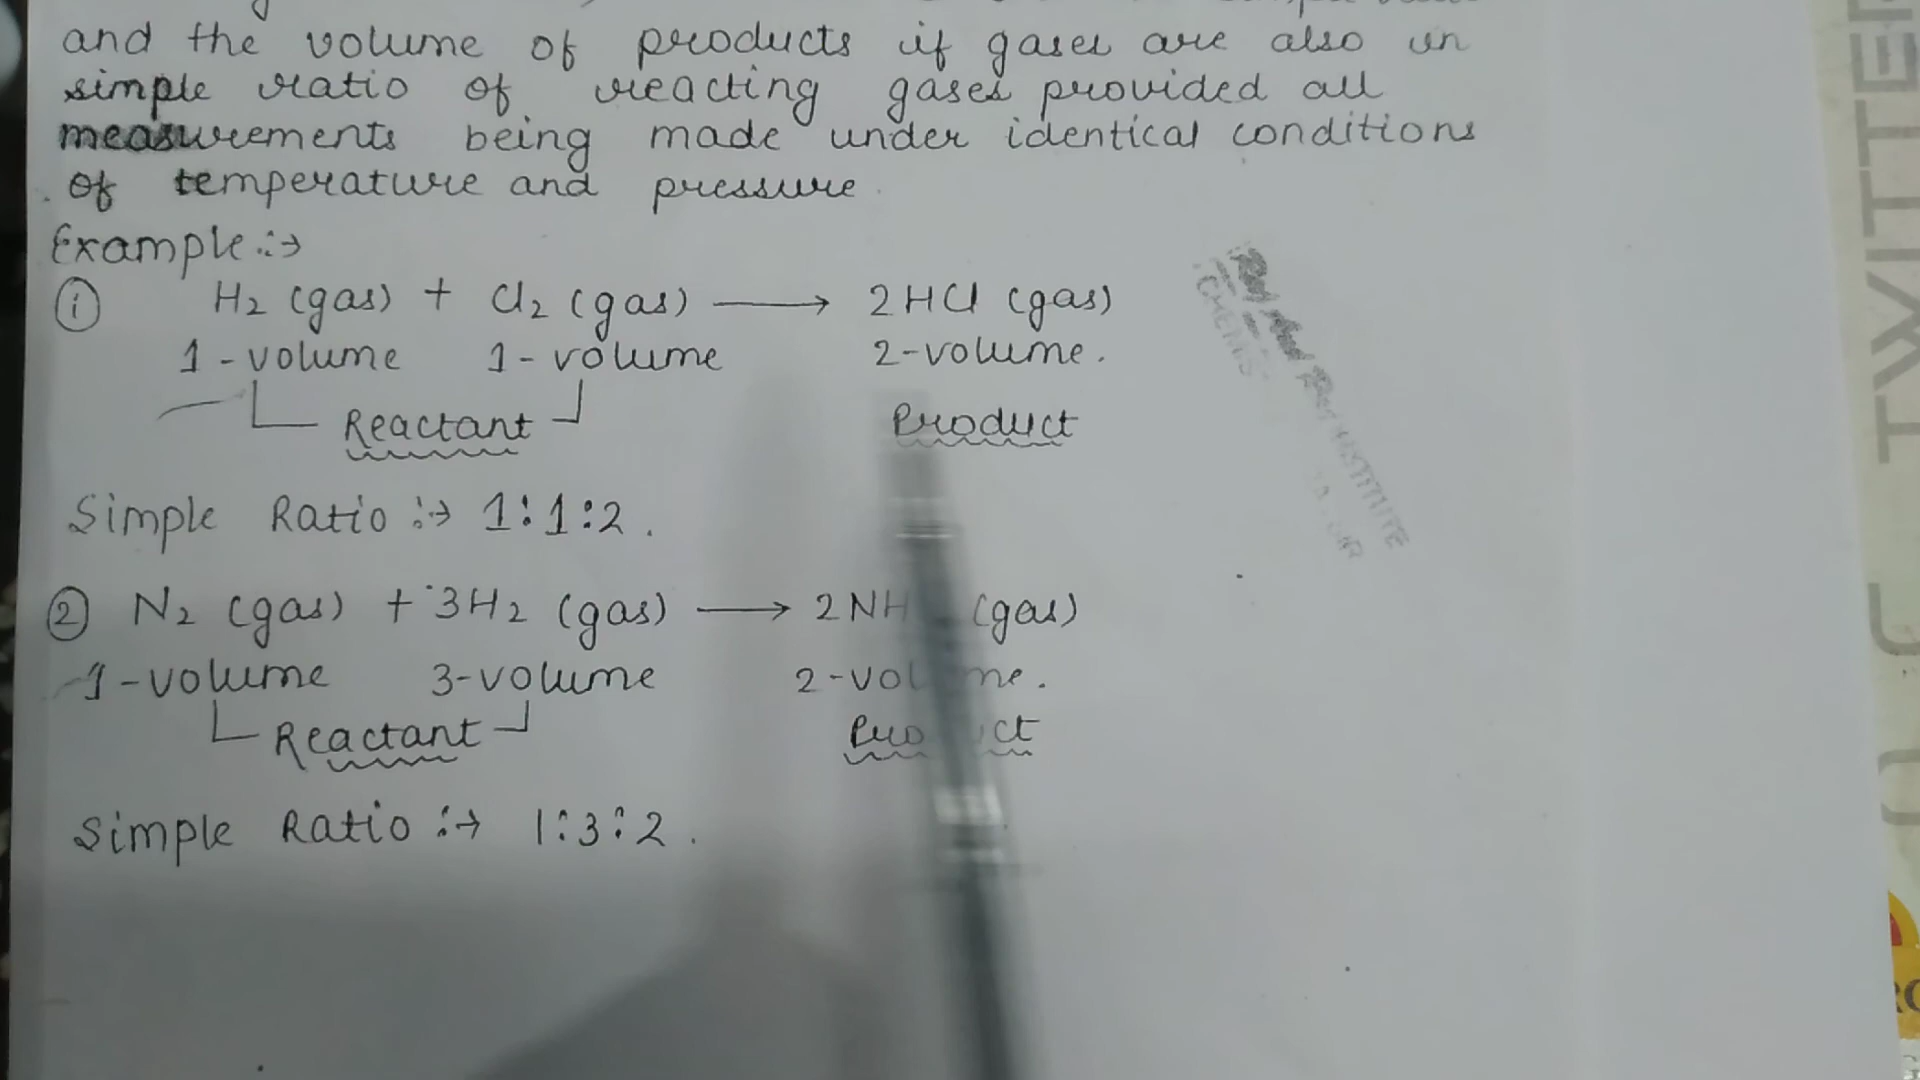 and the volume of products if gases are also in
simple ratio of reacting gases provided all
measurements being made under identical conditions
of temperature and pressure.
Example :→
① H2 (gas) + Cl2 (gas) ⟶ 2HCl (gas)
1-volume 1-volume 2-volume.
Reactant Product
Simple Ratio :→ 1:1:2.
② N2 (gas) + 3H2 (gas) ⟶ 2NH (gas)
1-volume 3-volume 2-vol me.
Reactant Product
Simple Ratio :→ 1:3:2.
TWITTER
INSTITUTE